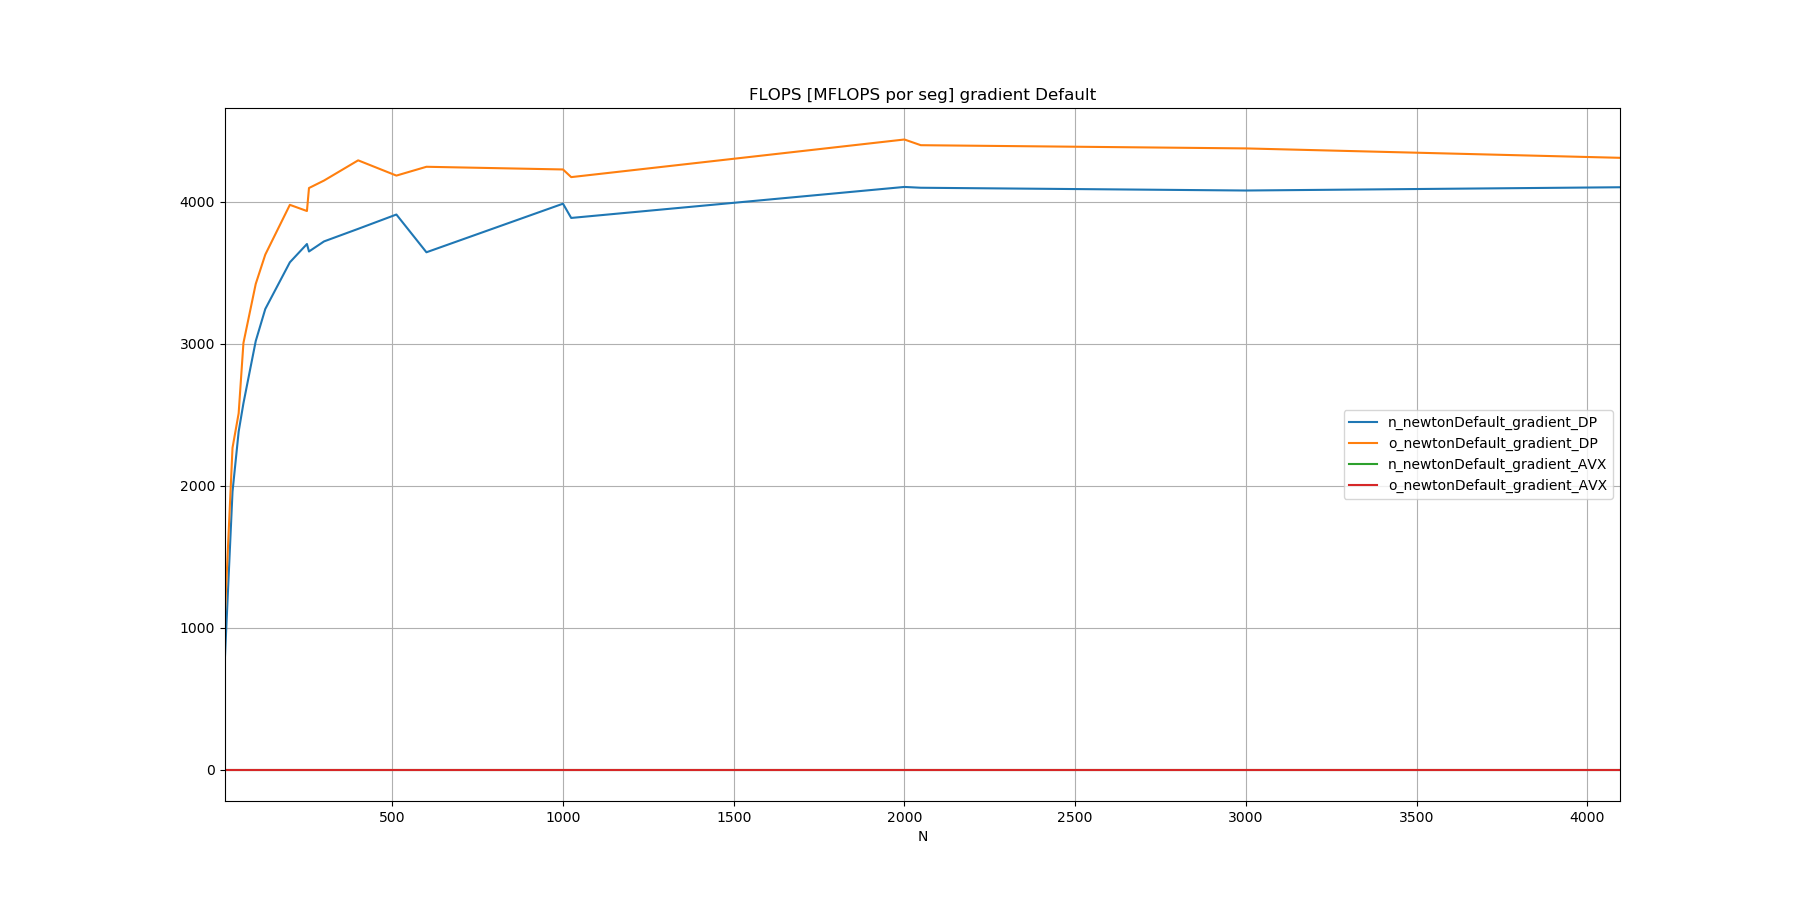 FLOPS [MFLOPS por seg] gradient Default
4000
3000
2000
1000
0
n_newtonDefault_gradient_DP
o_newtonDefault_gradient_DP
n_newtonDefault_gradient_AVX
o_newtonDefault_gradient_AVX
500 1000 1500 2000 2500 3000 3500 4000
N